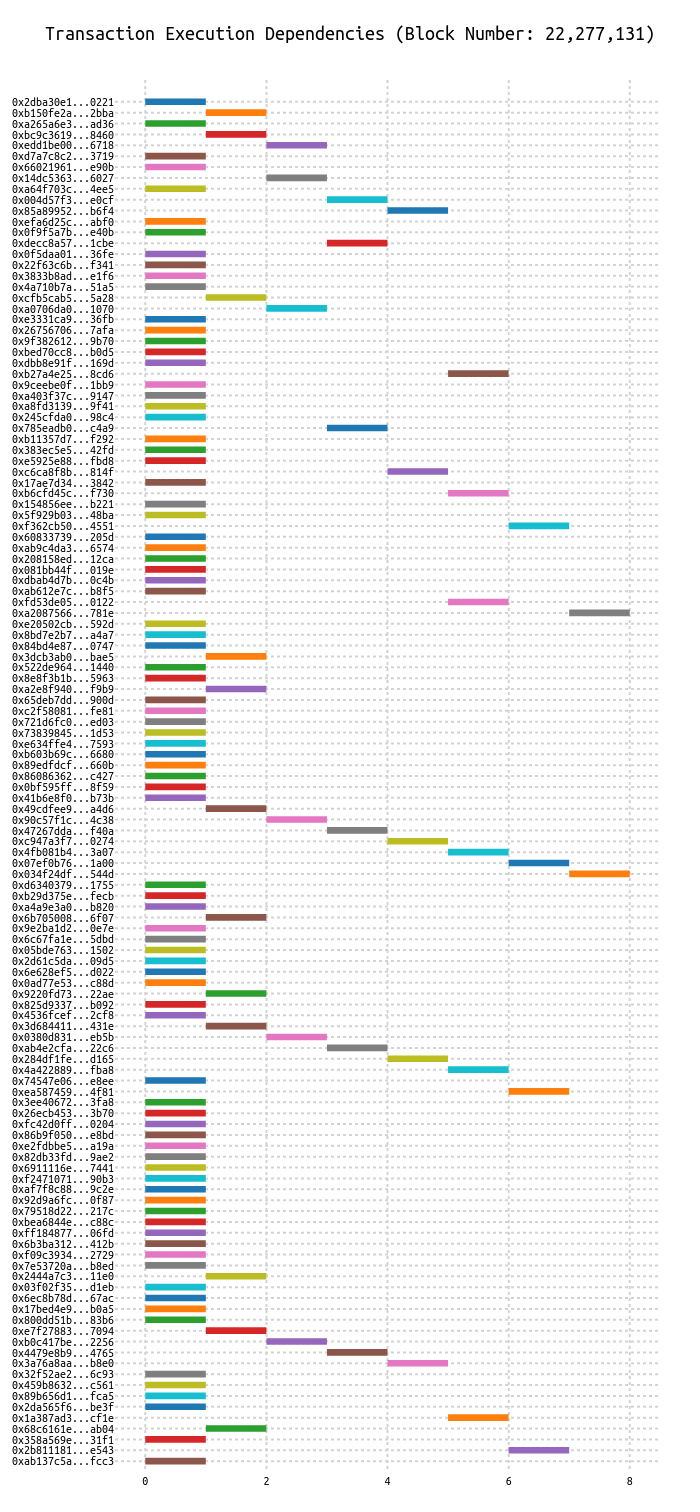 Transaction Execution Dependencies (Block Number: 22,277,131)
0x2dba30e1...0221
0xb150fe2a...2bba
0xa265a6e3...ad36
0xbc9c3619...8460
0xedd1be00...6718
0xd7a7c8c2...3719
0x66021961...e90b
0x14dc5363...6027
0xa64f703c...4ee5
0x004d57f3...e0cf
0x85a89952...b6f4
0xefa6d25c...abf0
0x0f9f5a7b...e40b
0xdecc8a57...1cbe
0x0f5daa01...36fe
0x22f63c6b...f341
0x3833b8ad...e1f6
0x4a710b7a...51a5
0xcfb5cab5...5a28
0xa0706da0...1070
0xe3331ca9...36fb
0x26756706...7afa
0x9f382612...9b70
0xbed70cc8...b0d5
0xdbb8e91f...169d
0xb27a4e25...8cd6
0x9ceebe0f...1bb9
0xa403f37c...9147
0xa8fd3139...9f41
0x245cfda0...98c4
0x785eadb0...c4a9
0xb11357d7...f292
0x383ec5e5...42fd
0xe5925e88...fbd8
0xc6ca8f8b...814f
0x17ae7d34...3842
0xb6cfd45c...f730
0x154856ee...b221
0x5f929b03...48ba
0xf362cb50...4551
0x60833739...205d
0xab9c4da3...6574
0x208158ed...12ca
0x081bb44f...019e
0xdbab4d7b...0c4b
0xab612e7c...b8f5
0xfd53de05...0122
0xa2087566...781e
0xe20502cb...592d
0x8bd7e2b7...a4a7
0x84bd4e87...0747
0x3dcb3ab0...bae5
0x522de964...1440
0x8e8f3b1b...5963
0xa2e8f940...f9b9
0x65deb7dd...900d
0xc2f58081...fe81
0x721d6fc0...ed03
0x73839845...1d53
0xe634ffe4...7593
0xb603b69c...6680
0x89edfdcf...660b
0x86086362...c427
0x0bf595ff...8f59
0x41b6e8f0...b73b
0x49cdfee9...a4d6
0x90c57f1c...4c38
0x47267dda...f40a
0xc947a3f7...0274
0x4fb081b4...3a07
0x07ef0b76...1a00
0x034f24df...544d
0xd6340379...1755
0xb29d375e...fecb
0xa4a9e3a0...b820
0x6b705008...6f07
0x9e2ba1d2...0e7e
0x6c67fa1e...5dbd
0x05bde763...1502
0x2d61c5da...09d5
0x6e628ef5...d022
0x0ad77e53...c88d
0x9220fd73...22ae
0x825d9337...b092
0x4536fcef...2cf8
0x3d684411...431e
0x0380d831...eb5b
0xab4e2cfa...22c6
0x284df1fe...d165
0x4a422889...fba8
0x74547e06...e8ee
0xea587459...4f81
0x3ee40672...3fa8
0x26ecb453...3b70
0xfc42d0ff...0204
0x86b9f050...e8bd
0xe2fdbbe5...a19a
0x82db33fd...9ae2
0x6911116e...7441
0xf2471071...90b3
0xaf7f8c88...9c2e
0x92d9a6fc...0f87
0x79518d22...217c
0xbea6844e...c88c
0xff184877...06fd
0x6b3ba312...412b
0xf09c3934...2729
0x7e53720a...b8ed
0x2444a7c3...11e0
0x03f02f35...d1eb
0x6ec8b78d...67ac
0x17bed4e9...b0a5
0x800dd51b...83b6
0xe7f27883...7094
0xb0c417be...2256
0x4479e8b9...4765
0x3a76a8aa...b8e0
0x32f52ae2...6c93
0x459b8632...c561
0x89b656d1...fca5
0x2da565f6...be3f
0x1a387ad3...cf1e
0x68c6161e...ab04
0x358a569e...31f1
0x2b811181...e543
0xab137c5a...fcc3
0 2 4 6 8